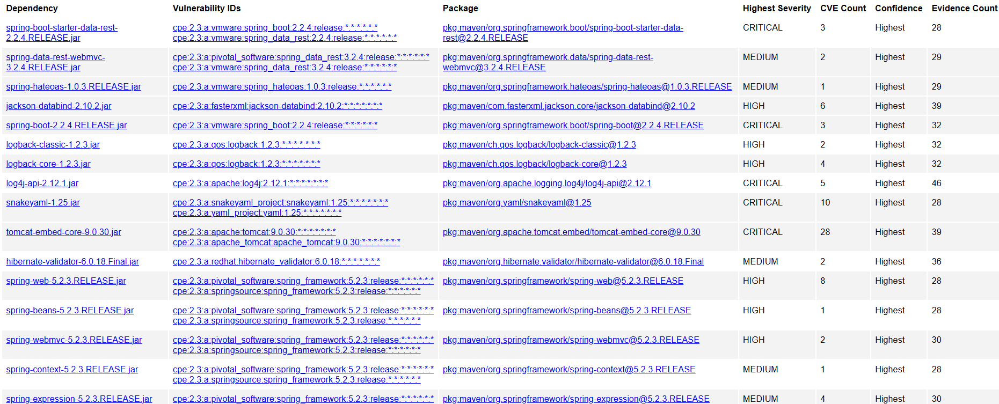 Dependency Vulnerability IDs Package Highest Severity CVE Count Confidence Evidence Count
spring-boot-starter-data-rest- cpe:2.3:a:vmware:spring_boot:2.2.4:release:*:*:*:*:*:* pkg:maven/org.springframework.boot/spring-boot-starter-data- CRITICAL 3 Highest 28
2.2.4.RELEASE.jar cpe:2.3:a:vmware:spring_data_rest:2.2.4:release:*:*:*:*:*:* rest@2.2.4.RELEASE
spring-data-rest-webmvc- cpe:2.3:a:pivotal_software:spring_data_rest:3.2.4:release:*:*:*:*:*:* pkg:maven/org.springframework.data/spring-data-rest- MEDIUM 2 Highest 29
3.2.4.RELEASE.jar cpe:2.3:a:vmware:spring_data_rest:3.2.4:release:*:*:*:*:*:* webmvc@3.2.4.RELEASE
spring-hateoas-1.0.3.RELEASE.jar cpe:2.3:a:vmware:spring_hateoas:1.0.3:release:*:*:*:*:*:* pkg:maven/org.springframework.hateoas/spring-hateoas@1.0.3.RELEASE MEDIUM 1 Highest 29
jackson-databind-2.10.2.jar cpe:2.3:a:fasterxml:jackson-databind:2.10.2:*:*:*:*:*:*:* pkg:maven/com.fasterxml.jackson.core/jackson-databind@2.10.2 HIGH 6 Highest 39
spring-boot-2.2.4.RELEASE.jar cpe:2.3:a:vmware:spring_boot:2.2.4:release:*:*:*:*:*:* pkg:maven/org.springframework.boot/spring-boot@2.2.4.RELEASE CRITICAL 3 Highest 32
logback-classic-1.2.3.jar cpe:2.3:a:qos:logback:1.2.3:*:*:*:*:*:*:* pkg:maven/ch.qos.logback/logback-classic@1.2.3 HIGH 2 Highest 32
logback-core-1.2.3.jar cpe:2.3:a:qos:logback:1.2.3:*:*:*:*:*:*:* pkg:maven/ch.qos.logback/logback-core@1.2.3 HIGH 4 Highest 32
log4j-api-2.12.1.jar cpe:2.3:a:apache:log4j:2.12.1:*:*:*:*:*:*:* pkg:maven/org.apache.logging.log4j/log4j-api@2.12.1 CRITICAL 5 Highest 46
snakeyaml-1.25.jar cpe:2.3:a:snakeyaml_project:snakeyaml:1.25:*:*:*:*:*:*:* pkg:maven/org.yaml/snakeyaml@1.25 CRITICAL 10 Highest 28
cpe:2.3:a:yaml_project:yaml:1.25:*:*:*:*:*:*:*
tomcat-embed-core-9.0.30.jar cpe:2.3:a:apache:tomcat:9.0.30:*:*:*:*:*:*:* pkg:maven/org.apache.tomcat.embed/tomcat-embed-core@9.0.30 CRITICAL 28 Highest 39
cpe:2.3:a:apache_tomcat:apache_tomcat:9.0.30:*:*:*:*:*:*:*
hibernate-validator-6.0.18.Final.jar cpe:2.3:a:redhat:hibernate_validator:6.0.18:*:*:*:*:*:*:* pkg:maven/org.hibernate.validator/hibernate-validator@6.0.18.Final MEDIUM 2 Highest 36
spring-web-5.2.3.RELEASE.jar cpe:2.3:a:pivotal_software:spring_framework:5.2.3:release:*:*:*:*:*:* pkg:maven/org.springframework/spring-web@5.2.3.RELEASE HIGH 8 Highest 28
cpe:2.3:a:springsource:spring_framework:5.2.3:release:*:*:*:*:*:*
spring-beans-5.2.3.RELEASE.jar cpe:2.3:a:pivotal_software:spring_framework:5.2.3:release:*:*:*:*:*:* pkg:maven/org.springframework/spring-beans@5.2.3.RELEASE HIGH 1 Highest 28
cpe:2.3:a:springsource:spring_framework:5.2.3:release:*:*:*:*:*:*
spring-webmvc-5.2.3.RELEASE.jar cpe:2.3:a:pivotal_software:spring_framework:5.2.3:release:*:*:*:*:*:* pkg:maven/org.springframework/spring-webmvc@5.2.3.RELEASE HIGH 2 Highest 30
cpe:2.3:a:springsource:spring_framework:5.2.3:release:*:*:*:*:*:*
spring-context-5.2.3.RELEASE.jar cpe:2.3:a:pivotal_software:spring_framework:5.2.3:release:*:*:*:*:*:* pkg:maven/org.springframework/spring-context@5.2.3.RELEASE MEDIUM 1 Highest 28
cpe:2.3:a:springsource:spring_framework:5.2.3:release:*:*:*:*:*:*
spring-expression-5.2.3.RELEASE.jar cpe:2.3:a:pivotal_software:spring_framework:5.2.3:release:*:*:*:*:*:* pkg:maven/org.springframework/spring-expression@5.2.3.RELEASE MEDIUM 4 Highest 30